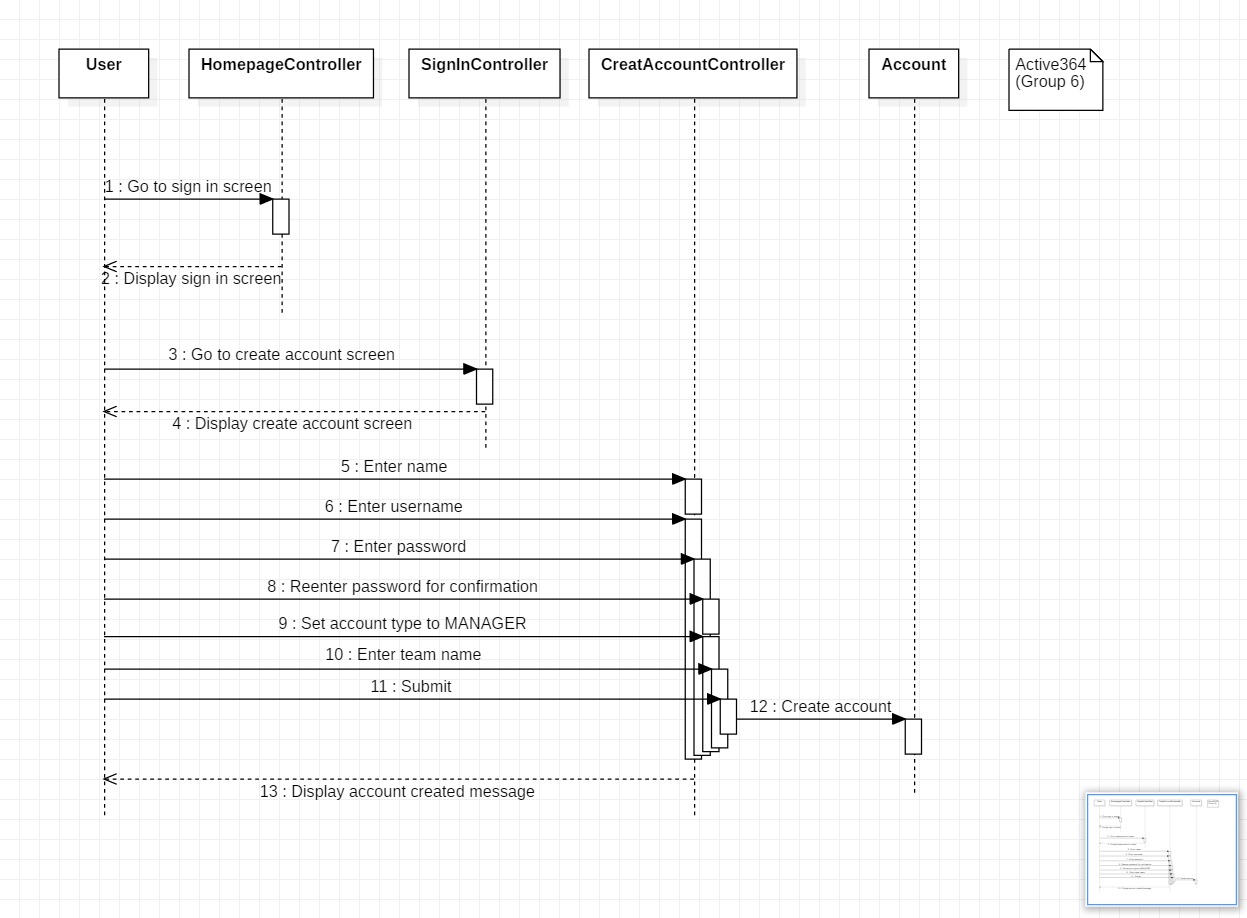 User
HomepageController
SignInController
CreatAccountController
Account
Active364
(Group 6)
1 : Go to sign in screen
2 : Display sign in screen
3 : Go to create account screen
4 : Display create account screen
5 : Enter name
6 : Enter username
7 : Enter password
8 : Reenter password for confirmation
9 : Set account type to MANAGER
10 : Enter team name
11 : Submit
12 : Create account
13 : Display account created message